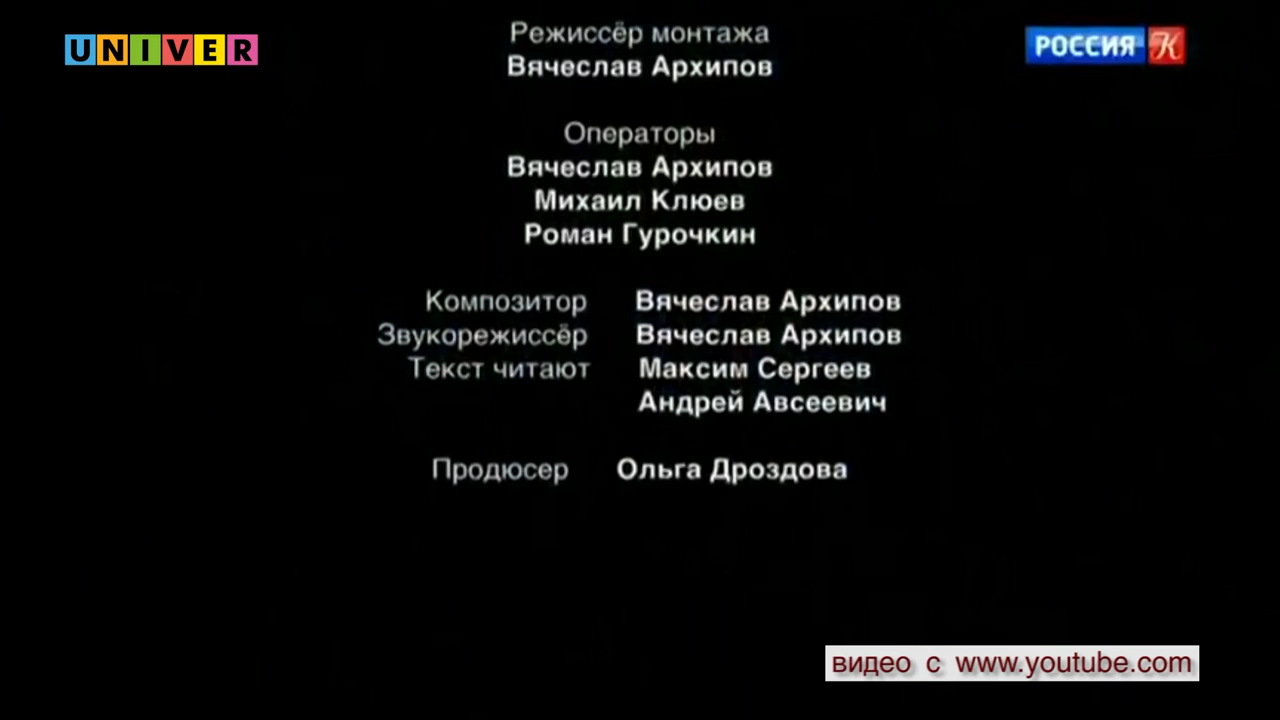 UNIVER
РОССИЯ К
Режиссёр монтажа
Вячеслав Архипов
Операторы
Вячеслав Архипов
Михаил Клюев
Роман Гурочкин
Композитор Вячеслав Архипов
Звукорежиссёр Вячеслав Архипов
Текст читают Максим Сергеев
Андрей Авсеевич
Продюсер Ольга Дроздова
видео с www.youtube.com